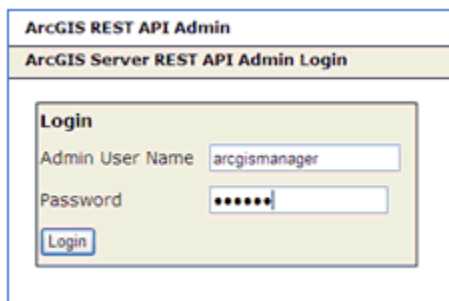 ArcGIS REST API Admin
ArcGIS Server REST API Admin Login
Login
Admin User Name arcgismanager
Password ••••••
Login